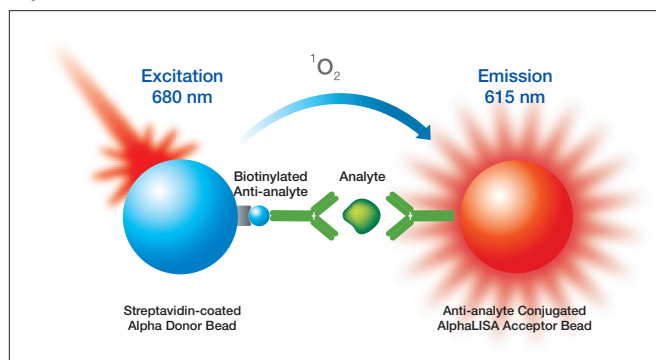 Excitation
680 nm
¹O₂
Emission
615 nm
Biotinylated
Anti-analyte
Analyte
Streptavidin-coated
Alpha Donor Bead
Anti-analyte Conjugated
AlphaLISA Acceptor Bead